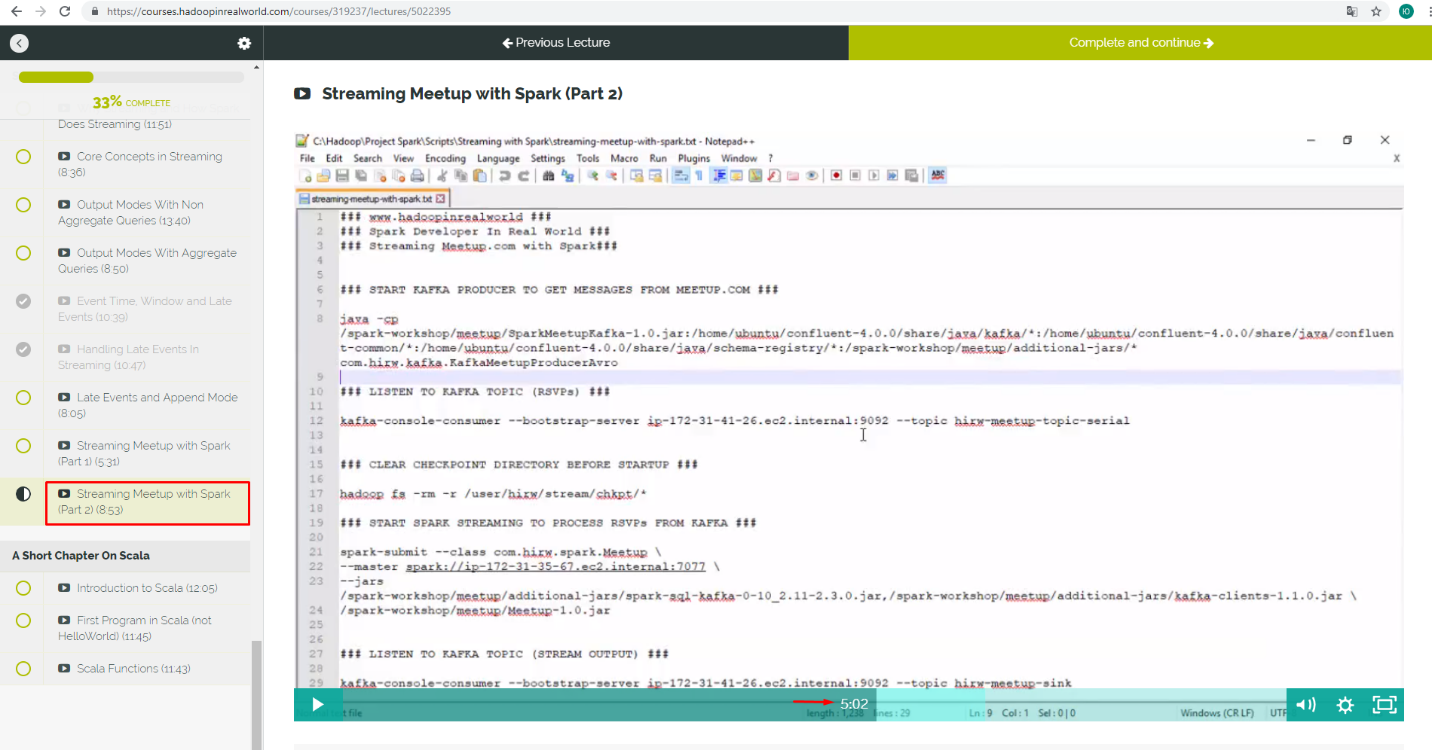 https://courses.hadoopinrealworld.com/courses/319237/lectures/5022395
Previous Lecture
Complete and continue
33% COMPLETE
Does Streaming (11:51)
Core Concepts in Streaming
(8:36)
Output Modes With Non
Aggregate Queries (13:40)
Output Modes With Aggregate
Queries (8:50)
Event Time, Window and Late
Events (10:39)
Handling Late Events In
Streaming (10:47)
Late Events and Append Mode
(8:05)
Streaming Meetup with Spark
(Part 1) (5:31)
Streaming Meetup with Spark
(Part 2) (8:53)
A Short Chapter On Scala
Introduction to Scala (12:05)
First Program in Scala (not
HelloWorld) (11:45)
Scala Functions (11:43)
Streaming Meetup with Spark (Part 2)
C:\Hadoop\Project Spark\Scripts\Streaming with Spark\streaming-meetup-with-spark.txt - Notepad++
File Edit Search View Encoding Language Settings Tools Macro Run Plugins Window ?
X
streaming-meetup-with-spark.txt
1 ### www.hadoopinrealworld ###
2 ### Spark Developer In Real World ###
3 ### Streaming Meetup.com with Spark###
4
5
6 ### START KAFKA PRODUCER TO GET MESSAGES FROM MEETUP.COM ###
7
8 java -cp
/spark-workshop/meetup/SparkMeetupKafka-1.0.jar:/home/ubuntu/confluent-4.0.0/share/java/kafka/*:/home/ubuntu/confluent-4.0.0/share/java/confluen
t-common/*:/home/ubuntu/confluent-4.0.0/share/java/schema-registry/*:/spark-workshop/meetup/additional-jars/*
com.hirw.kafka.KafkaMeetupProducerAvro
9
10 ### LISTEN TO KAFKA TOPIC (RSVPs) ###
11
12 kafka-console-consumer --bootstrap-server ip-172-31-41-26.ec2.internal:9092 --topic hirw-meetup-topic-serial
13
14
15 ### CLEAR CHECKPOINT DIRECTORY BEFORE STARTUP ###
16
17 hadoop fs -rm -r /user/hirw/stream/chkpt/*
18
19 ### START SPARK STREAMING TO PROCESS RSVPs FROM KAFKA ###
20
21 spark-submit --class com.hirw.spark.Meetup \
22 --master spark://ip-172-31-35-67.ec2.internal:7077 \
23 --jars
/spark-workshop/meetup/additional-jars/spark-sql-kafka-0-10_2.11-2.3.0.jar,/spark-workshop/meetup/additional-jars/kafka-clients-1.1.0.jar \
24 /spark-workshop/meetup/Meetup-1.0.jar
25
26
27 ### LISTEN TO KAFKA TOPIC (STREAM OUTPUT) ###
28
29 kafka-console-consumer --bootstrap-server ip-172-31-41-26.ec2.internal:9092 --topic hirw-meetup-sink
5:02
text file
length : 1,238 lines : 29
Ln : 9 Col : 1 Sel : 0 | 0
Windows (CR LF)
UTF